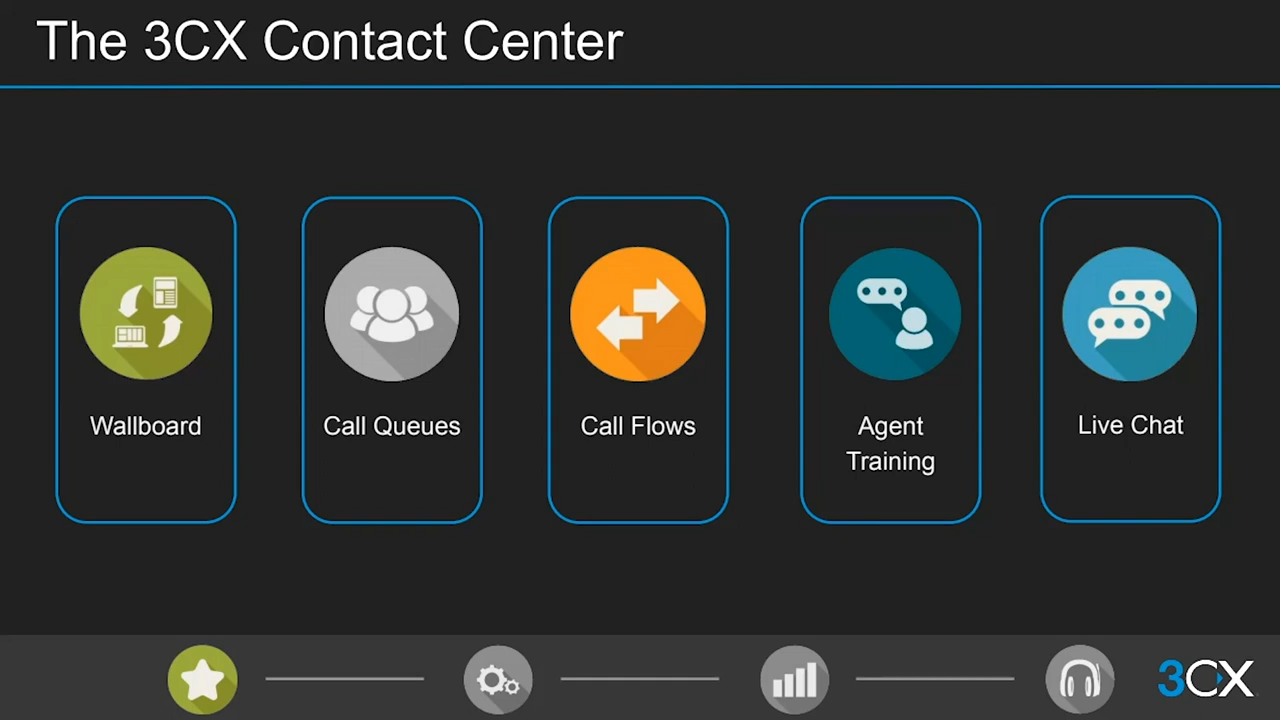 The 3CX Contact Center
Wallboard
Call Queues
Call Flows
Agent
Training
Live Chat
3CX